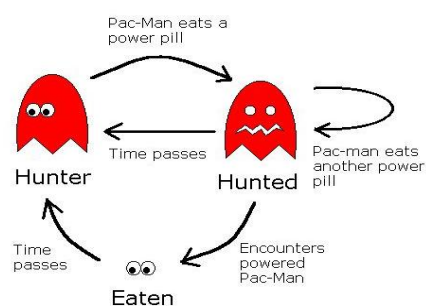 Pac-Man eats a
power pill
Time passes
Pac-man eats
another power
pill
Hunter
Hunted
Time
passes
Encounters
powered
Pac-Man
Eaten